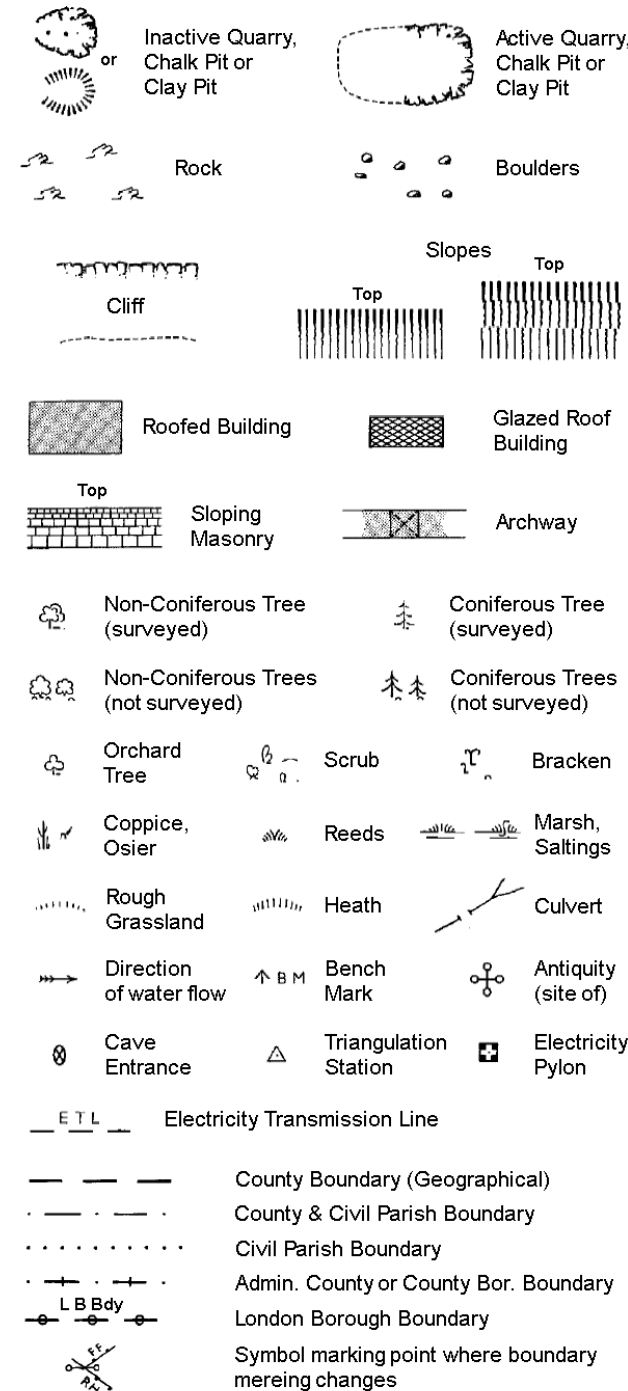 or
Inactive Quarry,
Chalk Pit or
Clay Pit
Active Quarry,
Chalk Pit or
Clay Pit
Rock
Boulders
Cliff
Slopes
Top
Top
Roofed Building
Glazed Roof
Building
Top
Sloping
Masonry
Archway
Non-Coniferous Tree
(surveyed)
Coniferous Tree
(surveyed)
Non-Coniferous Trees
(not surveyed)
Coniferous Trees
(not surveyed)
Orchard
Tree
Scrub
Bracken
Coppice,
Osier
Reeds
Marsh,
Saltings
Rough
Grassland
Heath
Culvert
Direction
of water flow
B M
Bench
Mark
Antiquity
(site of)
Cave
Entrance
Triangulation
Station
Electricity
Pylon
E T L
Electricity Transmission Line
County Boundary (Geographical)
County & Civil Parish Boundary
Civil Parish Boundary
Admin. County or County Bor. Boundary
L B Bdy
London Borough Boundary
FF
RH
Symbol marking point where boundary
mereing changes